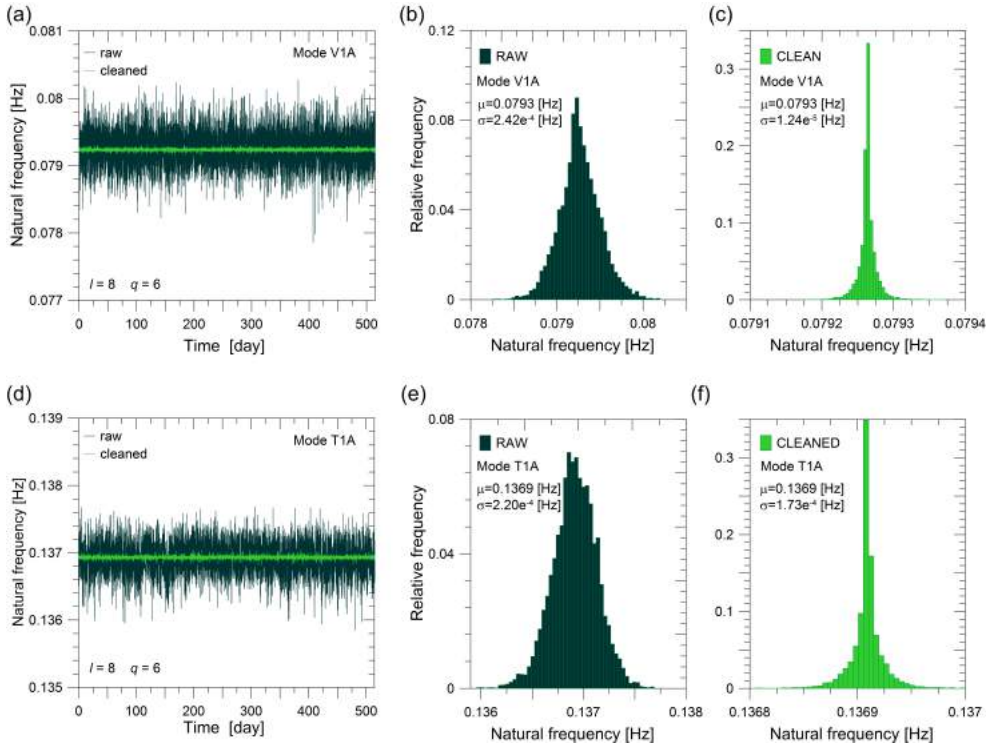 (a)
0.081
0.08
0.079
0.078
0.077
Natural frequency [Hz]
raw
cleaned
Mode V1A
l = 8 q = 6
0 100 200 300 400 500
Time [day]
(b)
0.12
0.08
0.04
0
Relative frequency
RAW
Mode V1A
μ=0.0793 [Hz]
σ=2.42e-4 [Hz]
0.078 0.079 0.08
Natural frequency [Hz]
(c)
0.3
0.2
0.1
0
CLEAN
Mode V1A
μ=0.0793 [Hz]
σ=1.24e-5 [Hz]
0.0791 0.0792 0.0793 0.0794
Natural frequency [Hz]
(d)
0.139
0.138
0.137
0.136
0.135
Natural frequency [Hz]
raw
cleaned
Mode T1A
l = 8 q = 6
0 100 200 300 400 500
Time [day]
(e)
0.08
0.04
0
Relative frequency
RAW
Mode T1A
μ=0.1369 [Hz]
σ=2.20e-4 [Hz]
0.136 0.137 0.138
Natural frequency [Hz]
(f)
0.3
0.2
0.1
0
CLEANED
Mode T1A
μ=0.1369 [Hz]
σ=1.73e-4 [Hz]
0.1368 0.1369 0.137
Natural frequency [Hz]